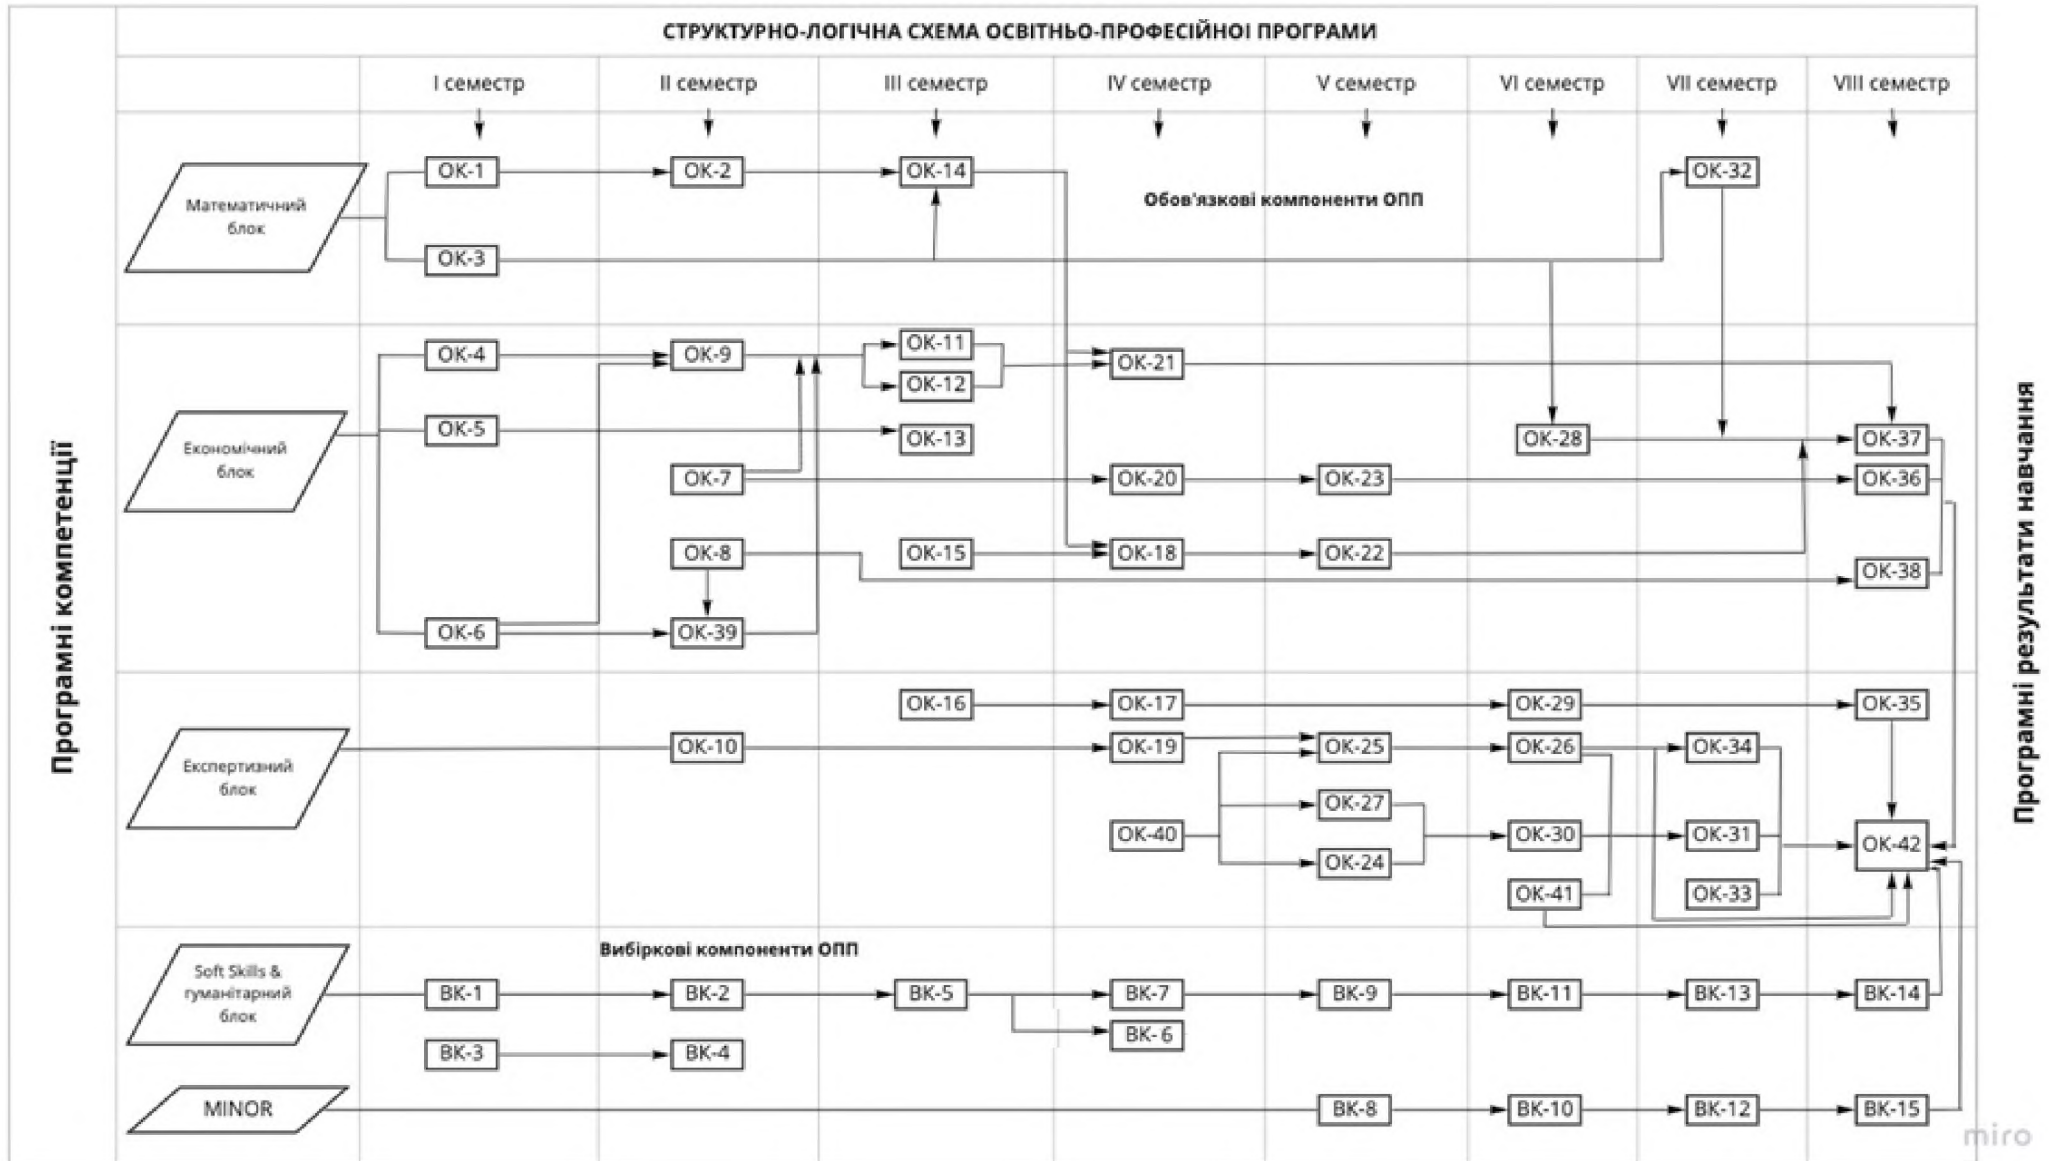 СТРУКТУРНО-ЛОГІЧНА СХЕМА ОСВІТНЬО-ПРОФЕСІЙНОЇ ПРОГРАМИ
I семестр
II семестр
III семестр
IV семестр
V семестр
VI семестр
VII семестр
VIII семестр
Програмні компетенції
Програмні результати навчання
Математичний
блок
ОК-1
ОК-2
ОК-14
ОК-32
Обов'язкові компоненти ОПП
ОК-3
Економічний
блок
ОК-4
ОК-9
ОК-11
ОК-12
ОК-21
ОК-5
ОК-13
ОК-28
ОК-37
ОК-7
ОК-20
ОК-23
ОК-36
ОК-8
ОК-15
ОК-18
ОК-22
ОК-38
ОК-6
ОК-39
Експертизний
блок
ОК-16
ОК-17
ОК-29
ОК-35
ОК-10
ОК-19
ОК-25
ОК-26
ОК-34
ОК-27
ОК-40
ОК-30
ОК-31
ОК-42
ОК-24
ОК-41
ОК-33
Вибіркові компоненти ОПП
Soft Skills &
гуманітарний
блок
ВК-1
ВК-2
ВК-5
ВК-7
ВК-9
ВК-11
ВК-13
ВК-14
ВК- 6
ВК-3
ВК-4
MINOR
ВК-8
ВК-10
ВК-12
ВК-15
miro